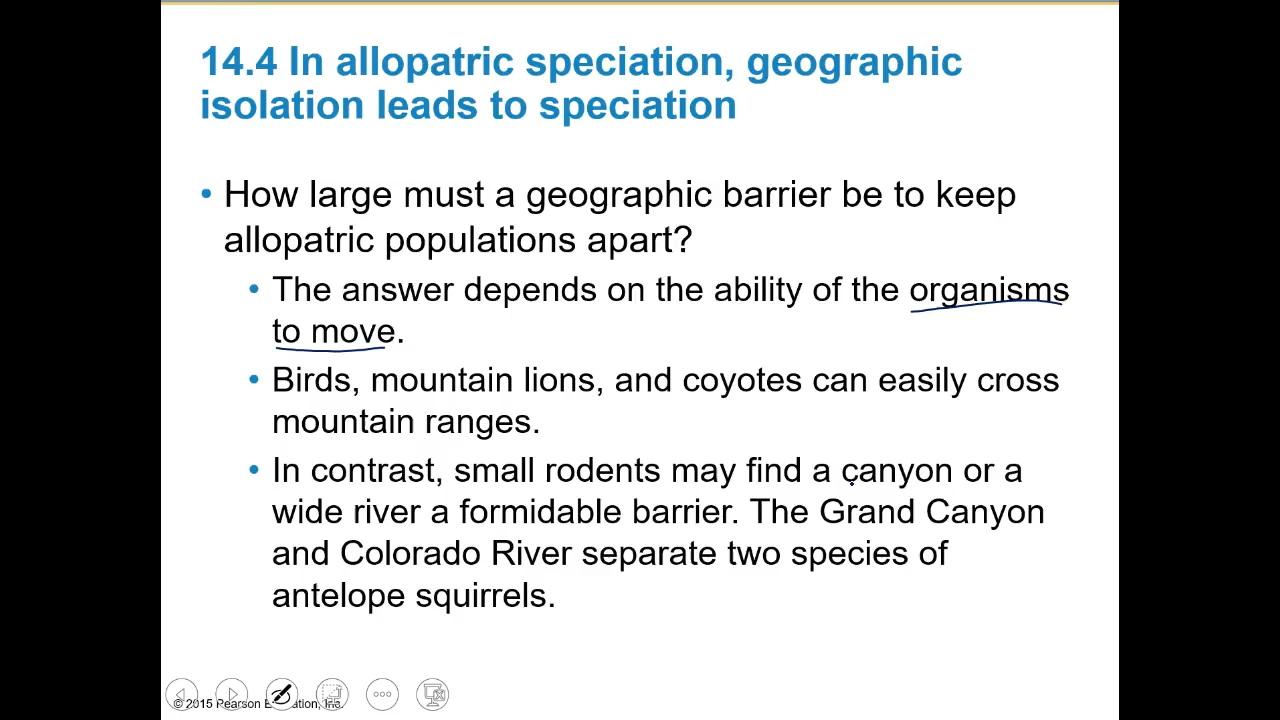 14.4 In allopatric speciation, geographic
isolation leads to speciation
• How large must a geographic barrier be to keep
allopatric populations apart?
• The answer depends on the ability of the organisms
to move.
• Birds, mountain lions, and coyotes can easily cross
mountain ranges.
• In contrast, small rodents may find a canyon or a
wide river a formidable barrier. The Grand Canyon
and Colorado River separate two species of
antelope squirrels.
© 2015 Pearson Inc.